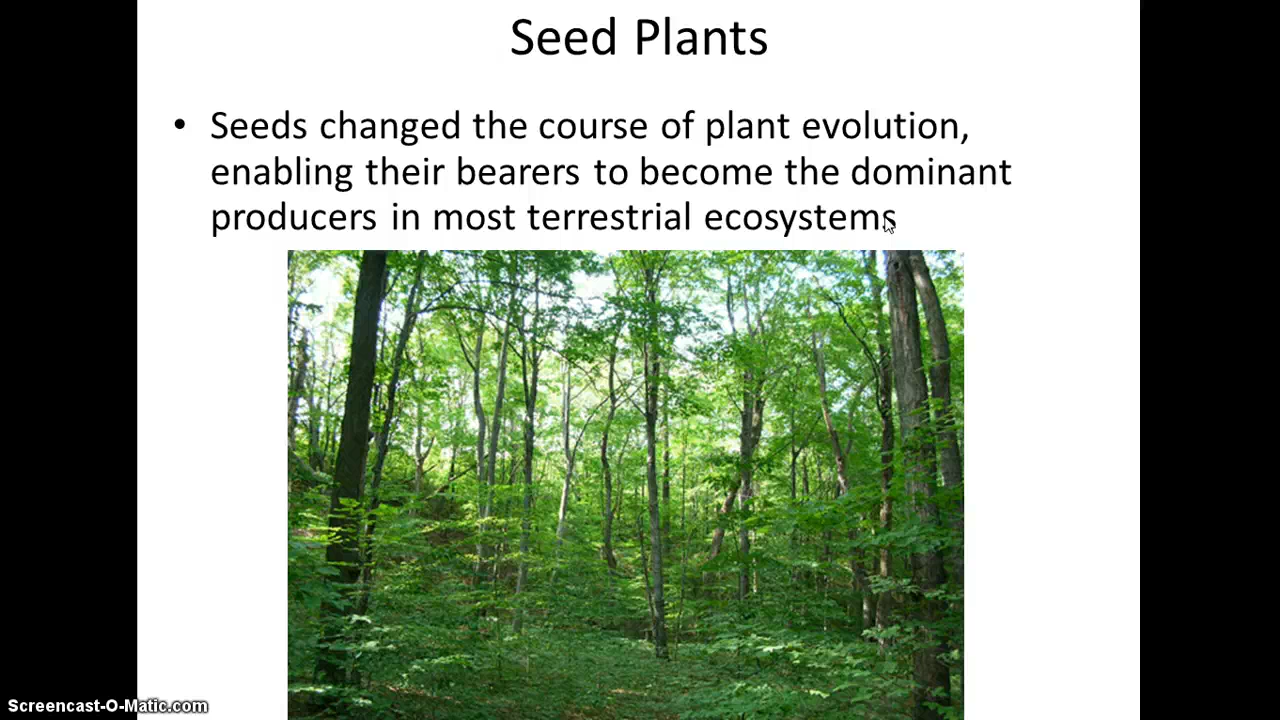 Seed Plants
• Seeds changed the course of plant evolution,
enabling their bearers to become the dominant
producers in most terrestrial ecosystems
Screencast-O-Matic.com